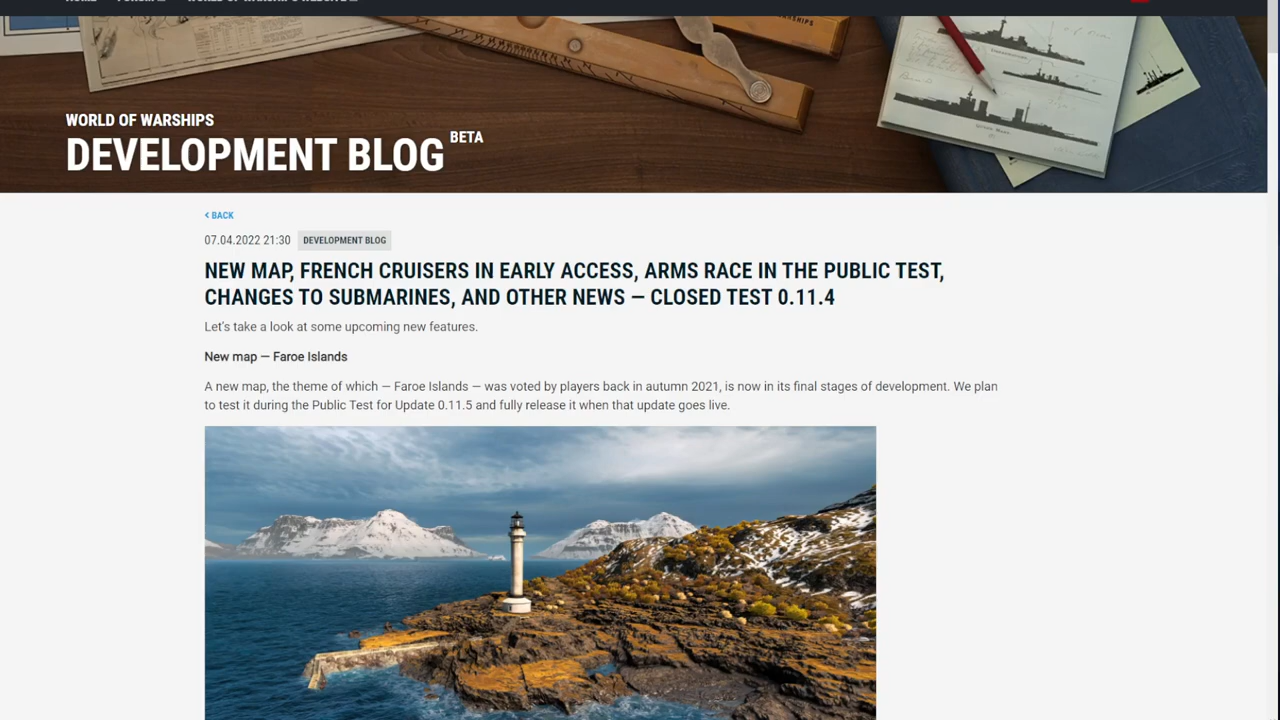 WORLD OF WARSHIPS
DEVELOPMENT BLOG BETA
< BACK
07.04.2022 21:30 DEVELOPMENT BLOG
NEW MAP, FRENCH CRUISERS IN EARLY ACCESS, ARMS RACE IN THE PUBLIC TEST,
CHANGES TO SUBMARINES, AND OTHER NEWS — CLOSED TEST 0.11.4
Let's take a look at some upcoming new features.
New map — Faroe Islands
A new map, the theme of which — Faroe Islands — was voted by players back in autumn 2021, is now in its final stages of development. We plan
to test it during the Public Test for Update 0.11.5 and fully release it when that update goes live.